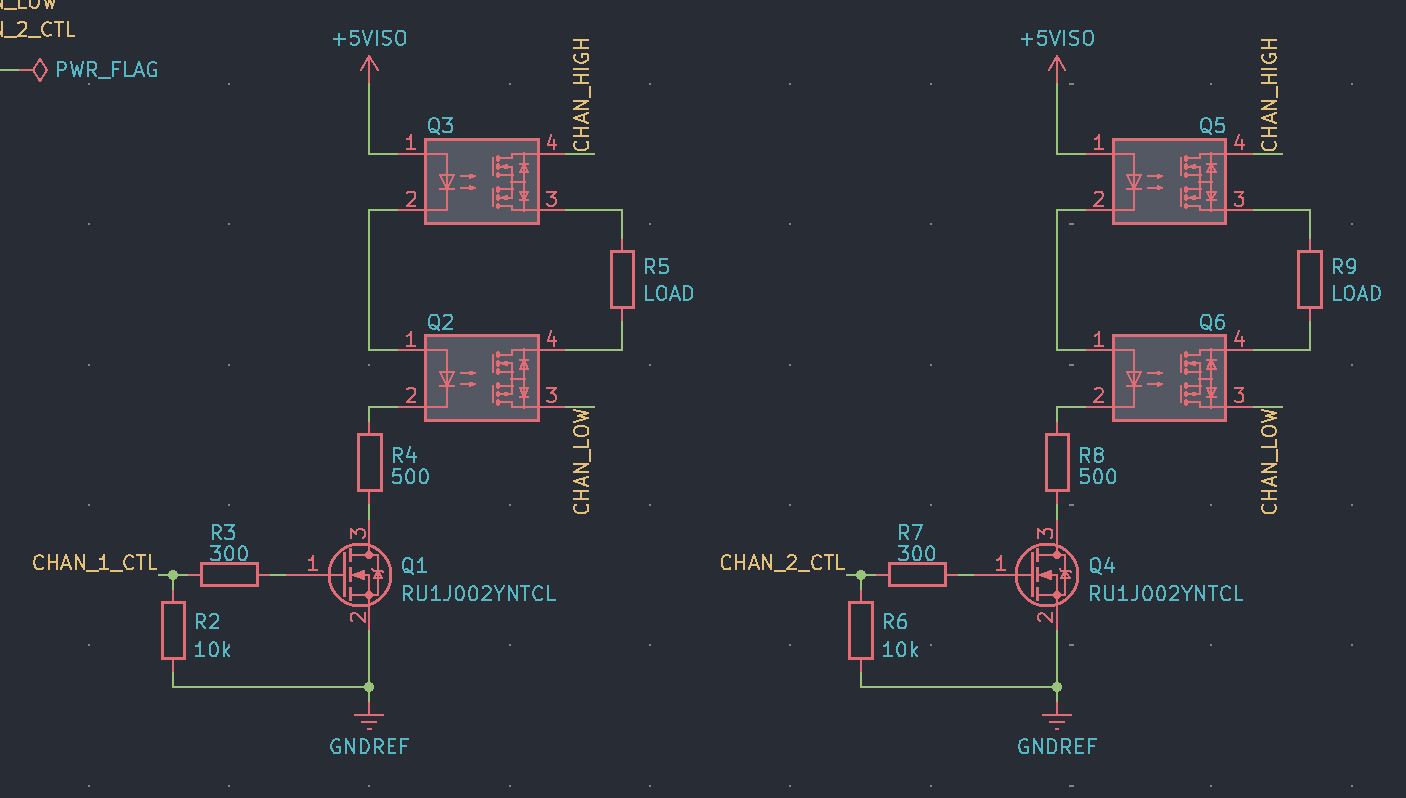 N_LOW
N_2_CTL
PWR_FLAG
+5VISO
CHAN_HIGH
Q3
1
4
2
3
R5
LOAD
Q2
1
4
2
3
CHAN_LOW
R4
500
CHAN_1_CTL
R3
300
1
3
Q1
RU1J002YNTCL
2
R2
10k
GNDREF
+5VISO
CHAN_HIGH
Q5
1
4
2
3
R9
LOAD
Q6
1
4
2
3
CHAN_LOW
R8
500
CHAN_2_CTL
R7
300
1
3
Q4
RU1J002YNTCL
2
R6
10k
GNDREF